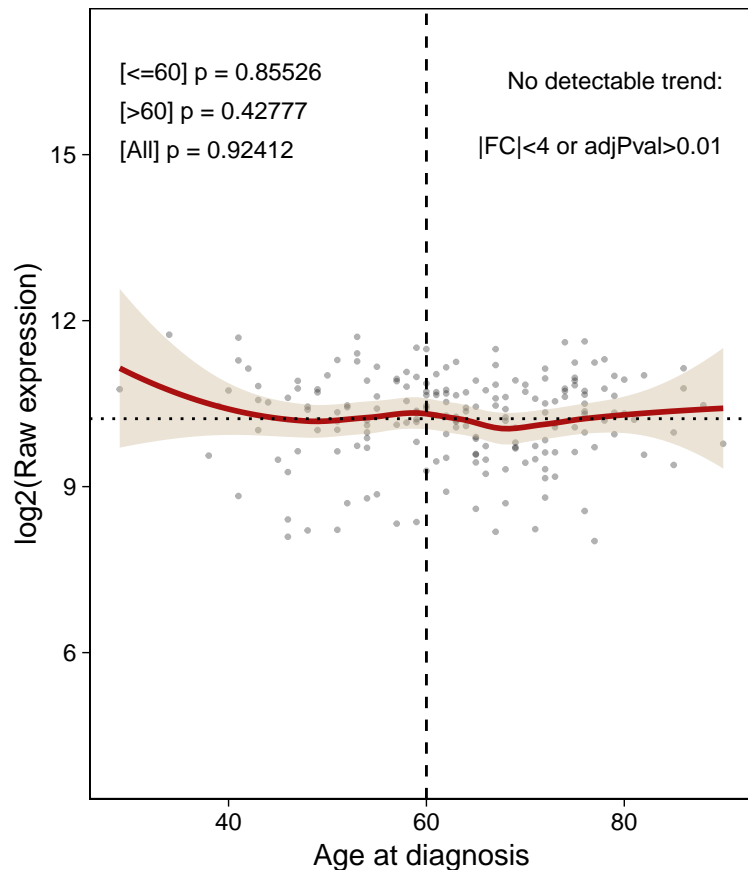 [<=60] p = 0.85526
[>60] p = 0.42777
[All] p = 0.92412
No detectable trend:
|FC|<4 or adjPval>0.01
log2(Raw expression)
15
12
9
6
40
60
80
Age at diagnosis